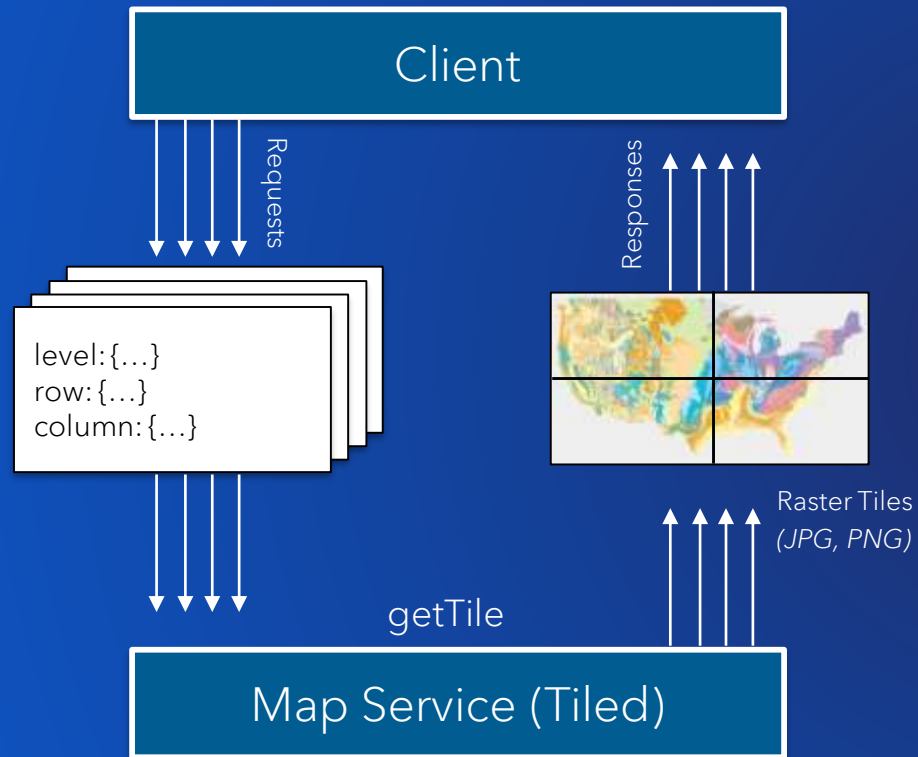 Client
Requests
Responses
level:{...}
row:{...}
column:{...}
Raster Tiles
(JPG, PNG)
getTile
Map Service (Tiled)